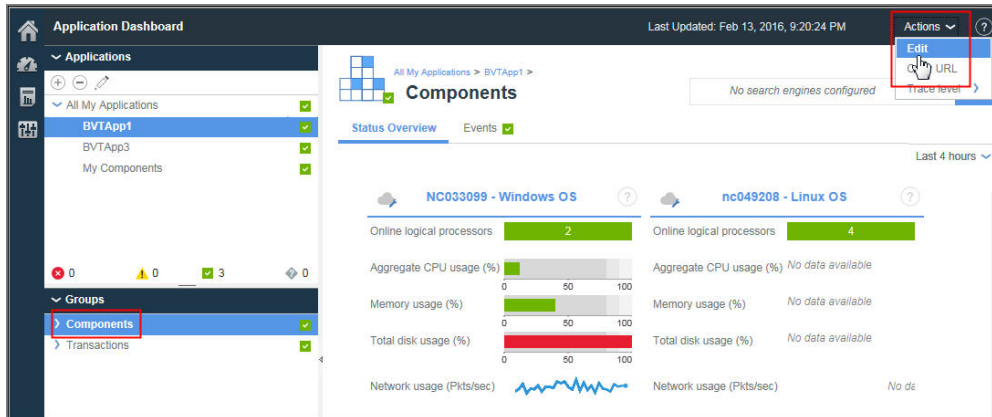 Application Dashboard
Last Updated: Feb 13, 2016, 9:20:24 PM
Actions
?
Edit
URL
Trace level
Applications
All My Applications
BVTApp1
BVTApp3
My Components
0
0
3
0
Groups
Components
Transactions
All My Applications > BVTApp1 >
Components
No search engines configured
Status Overview
Events
Last 4 hours
NC033099 - Windows OS
?
Online logical processors
2
Aggregate CPU usage (%)
0 50 100
Memory usage (%)
0 50 100
Total disk usage (%)
0 50 100
Network usage (Pkts/sec)
nc049208 - Linux OS
?
Online logical processors
4
Aggregate CPU usage (%)
No data available
Memory usage (%)
No data available
Total disk usage (%)
No data available
Network usage (Pkts/sec)
No da